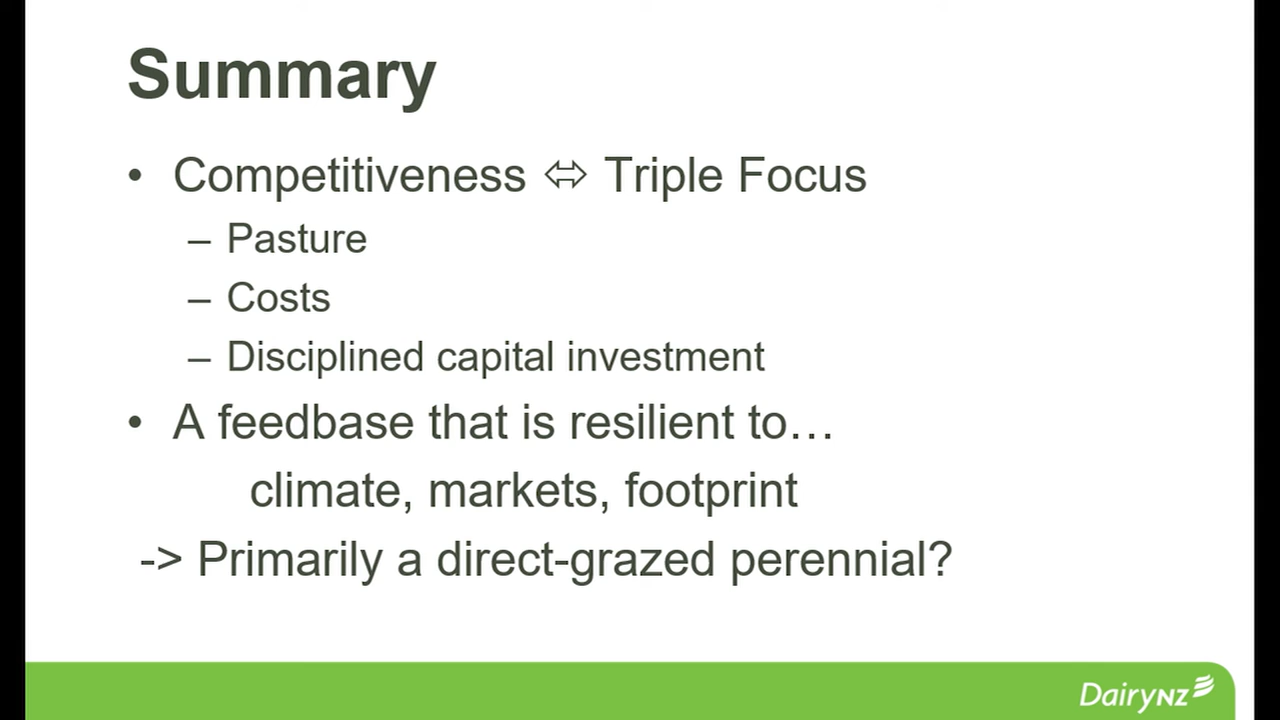 Summary
• Competitiveness ⬄ Triple Focus
– Pasture
– Costs
– Disciplined capital investment
• A feedbase that is resilient to…
climate, markets, footprint
-> Primarily a direct-grazed perennial?
DairyNZ